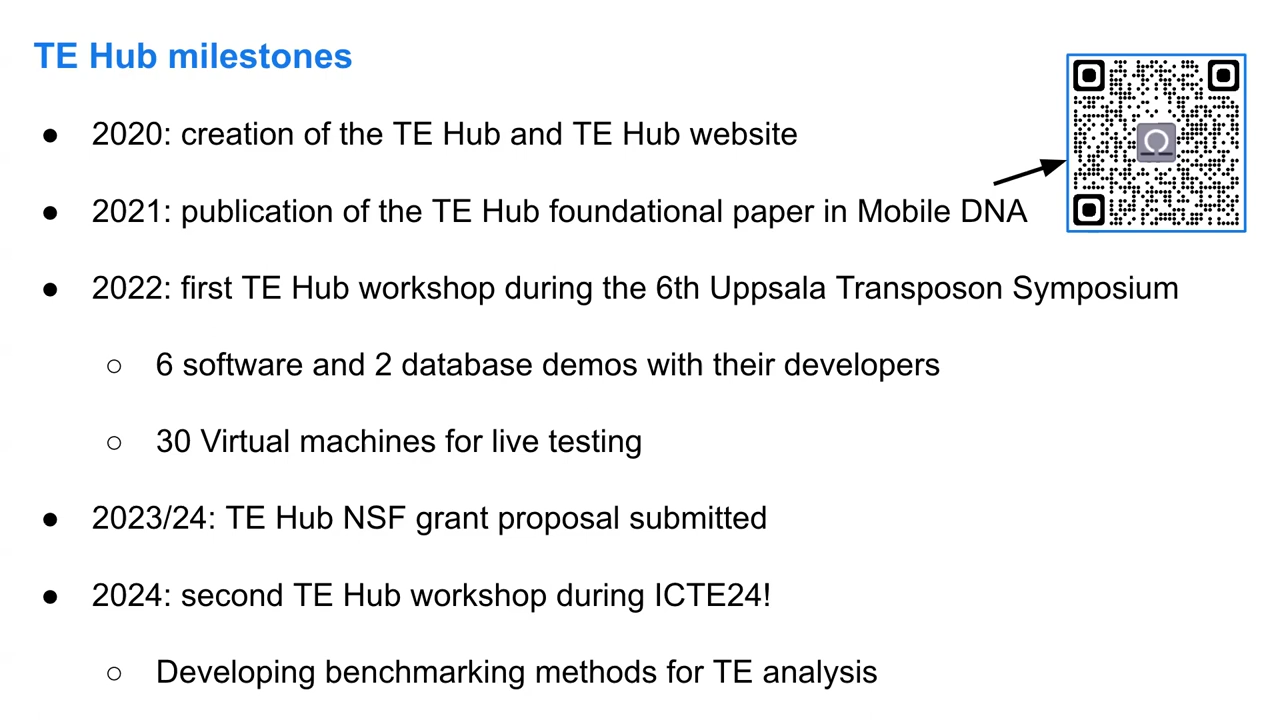 TE Hub milestones
● 2020: creation of the TE Hub and TE Hub website
● 2021: publication of the TE Hub foundational paper in Mobile DNA
● 2022: first TE Hub workshop during the 6th Uppsala Transposon Symposium
○ 6 software and 2 database demos with their developers
○ 30 Virtual machines for live testing
● 2023/24: TE Hub NSF grant proposal submitted
● 2024: second TE Hub workshop during ICTE24!
○ Developing benchmarking methods for TE analysis